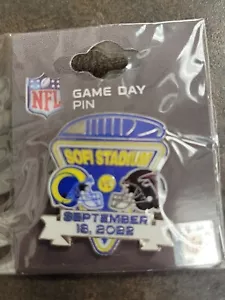 NFL
GAME DAY
PIN
SOFI STADIUM
VS
SEPTEMBER
18, 2022